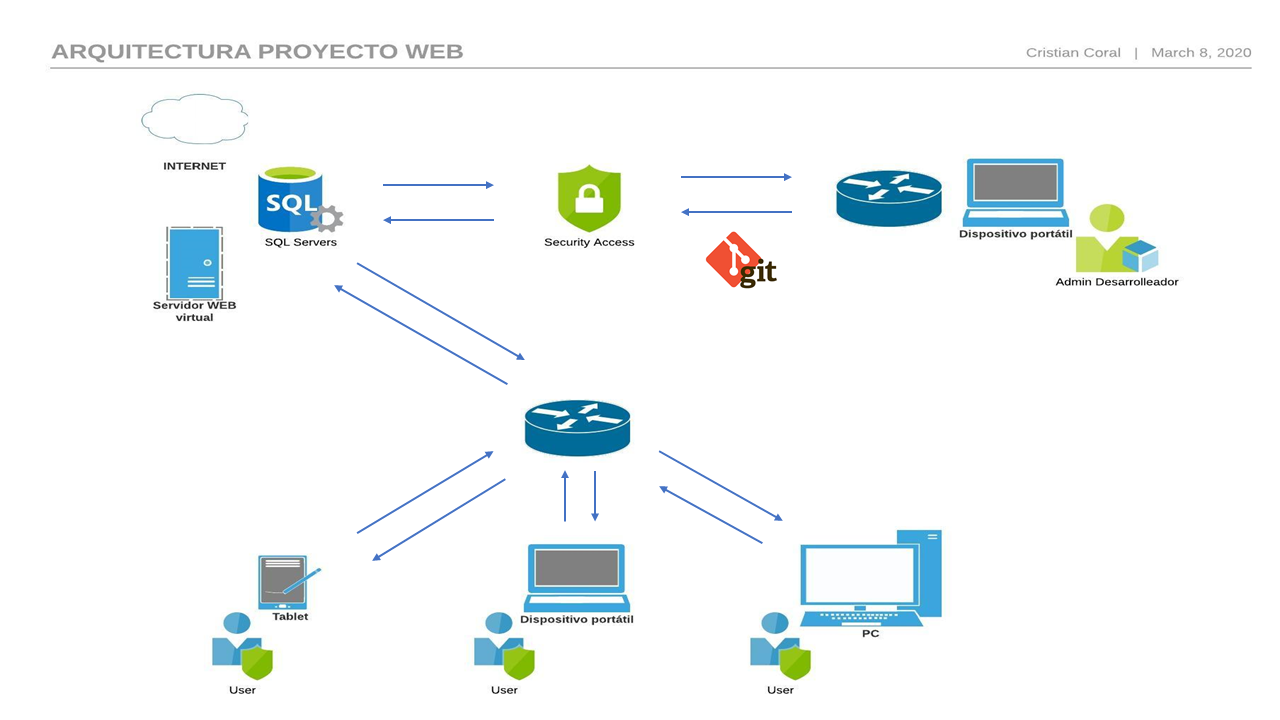 ARQUITECTURA PROYECTO WEB
Cristian Coral | March 8, 2020
INTERNET
SQL
SQL Servers
Security Access
Dispositivo portátil
Admin Desarrolleador
git
Servidor WEB
virtual
Tablet
Dispositivo portátil
PC
User
User
User